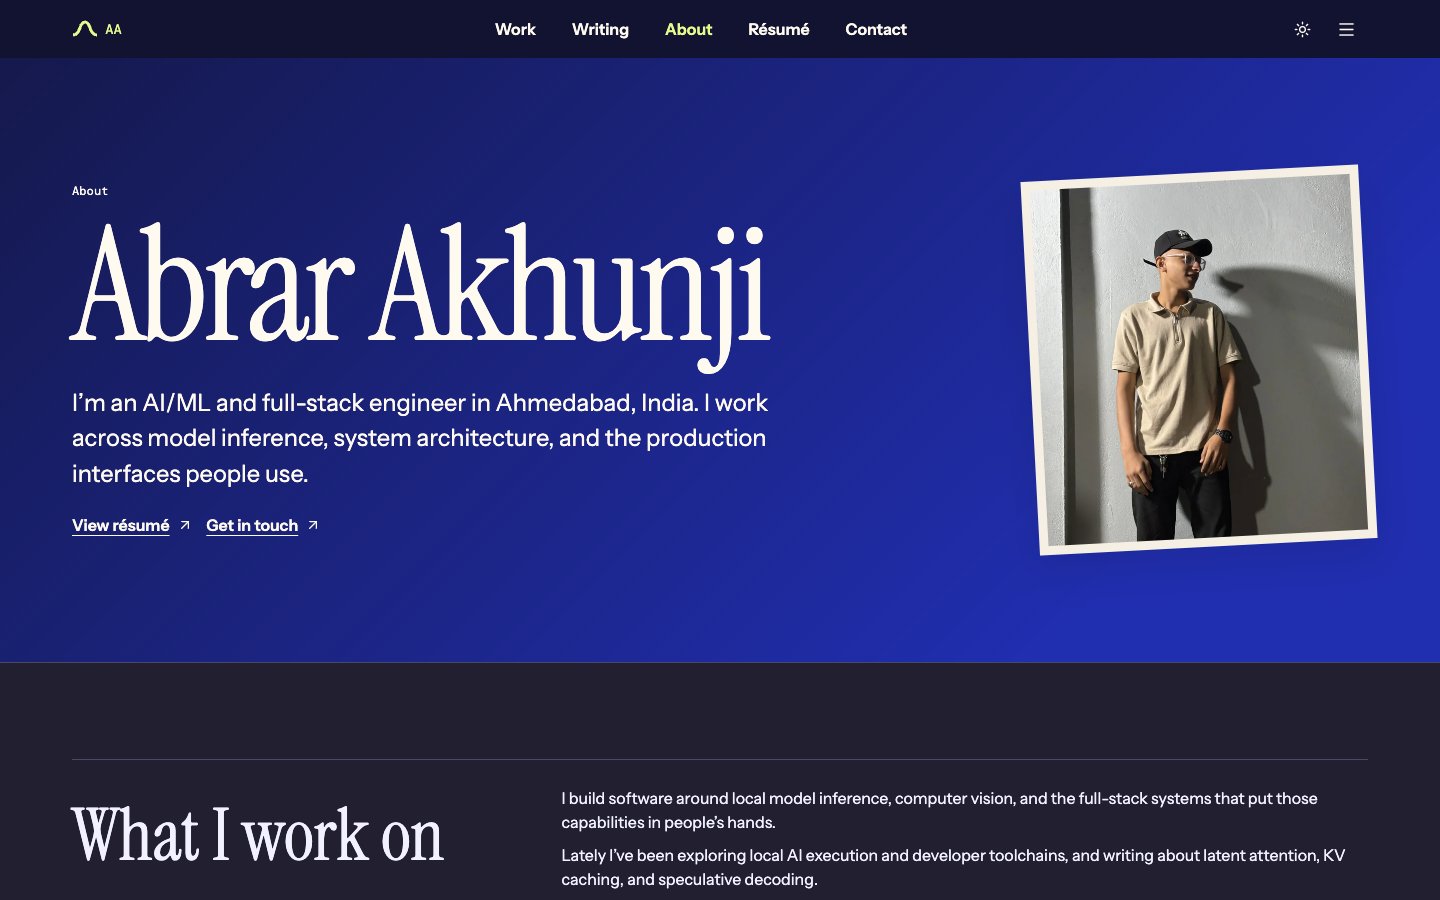 AA
Work
Writing
About
Résumé
Contact
About
Abrar Akhunji
I’m an AI/ML and full-stack engineer in Ahmedabad, India. I work
across model inference, system architecture, and the production
interfaces people use.
View résumé ↗ Get in touch ↗
What I work on
I build software around local model inference, computer vision, and the full-stack systems that put those
capabilities in people’s hands.
Lately I’ve been exploring local AI execution and developer toolchains, and writing about latent attention, KV
caching, and speculative decoding.